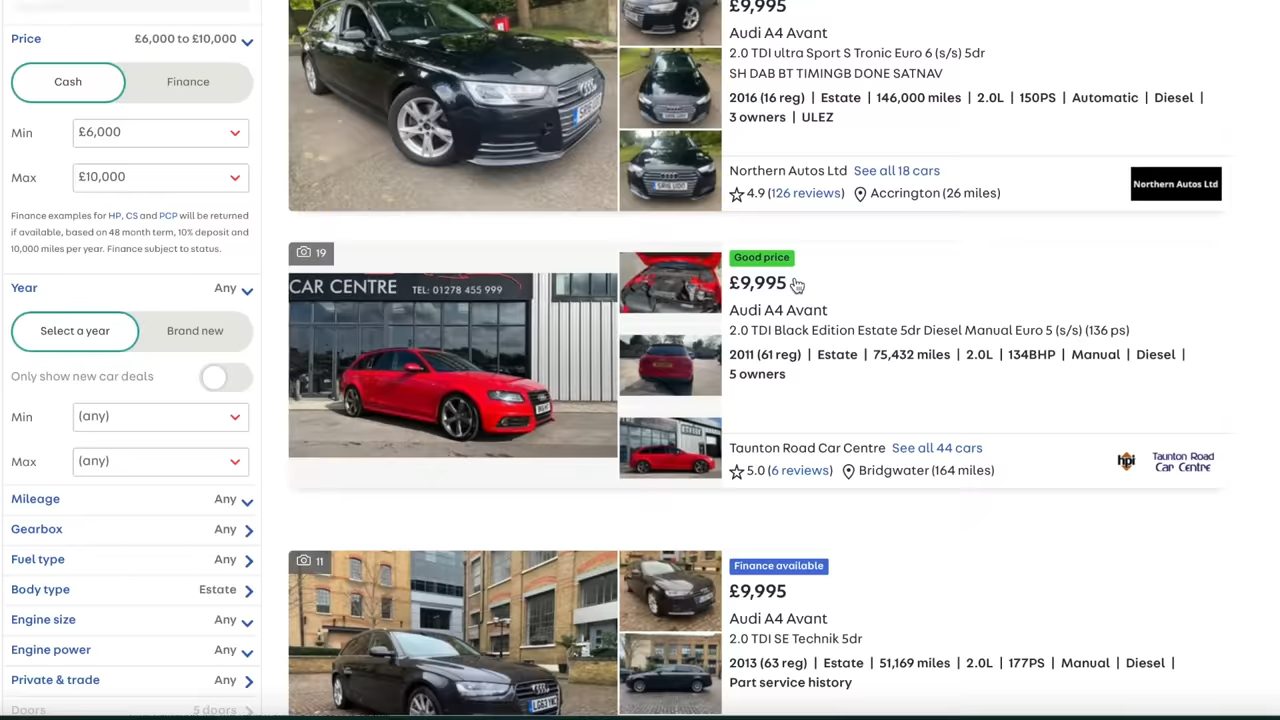 Price £6,000 to £10,000
Cash Finance
Min £6,000
Max £10,000
Finance examples for HP, CS and PCP will be returned
if available, based on 48 month term, 10% deposit and
10,000 miles per year. Finance subject to status.
Year Any
Select a year Brand new
Only show new car deals
Min (any)
Max (any)
Mileage Any
Gearbox Any
Fuel type Any
Body type Estate
Engine size Any
Engine power Any
Private & trade Any
Doors 5 doors
£9,995
Audi A4 Avant
2.0 TDI ultra Sport S Tronic Euro 6 (s/s) 5dr
SH DAB BT TIMINGB DONE SATNAV
2016 (16 reg) | Estate | 146,000 miles | 2.0L | 150PS | Automatic | Diesel |
3 owners | ULEZ
Northern Autos Ltd See all 18 cars
4.9 (126 reviews) Accrington (26 miles)
Northern Autos Ltd
19
CAR CENTRE TEL: 01278 455 999
Good price
£9,995
Audi A4 Avant
2.0 TDI Black Edition Estate 5dr Diesel Manual Euro 5 (s/s) (136 ps)
2011 (61 reg) | Estate | 75,432 miles | 2.0L | 134BHP | Manual | Diesel |
5 owners
Taunton Road Car Centre See all 44 cars
5.0 (6 reviews) Bridgwater (164 miles)
hpi
Taunton Road
Car Centre
11
Finance available
£9,995
Audi A4 Avant
2.0 TDI SE Technik 5dr
2013 (63 reg) | Estate | 51,169 miles | 2.0L | 177PS | Manual | Diesel |
Part service history